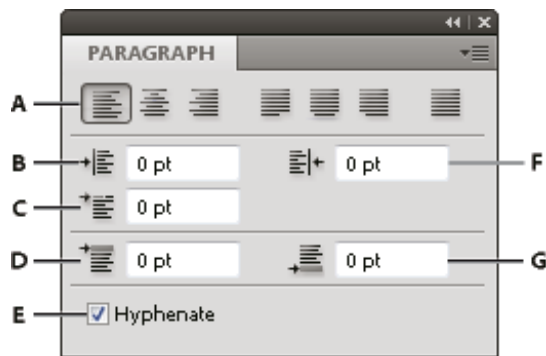 PARAGRAPH
A
B 0 pt 0 pt F
C 0 pt
D 0 pt 0 pt G
E Hyphenate